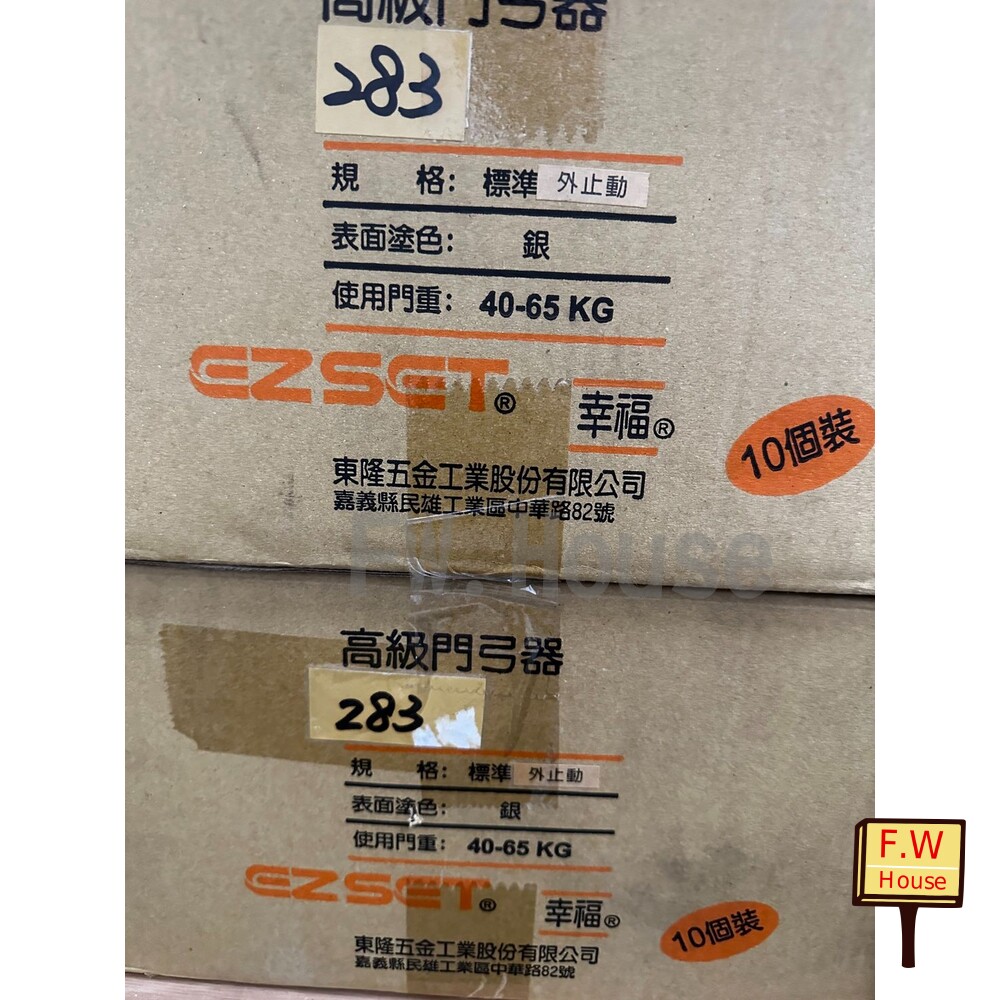 高級門弓器
283
規 格: 標準 外止動
表面塗色: 銀
使用門重: 40-65 KG
EZSET® 幸福®
10個裝
東隆五金工業股份有限公司
嘉義縣民雄工業區中華路82號
F.W. House
高級門弓器
283
規 格: 標準 外止動
表面塗色: 銀
使用門重: 40-65 KG
EZSET® 幸福®
10個裝
東隆五金工業股份有限公司
嘉義縣民雄工業區中華路82號
F.W
House